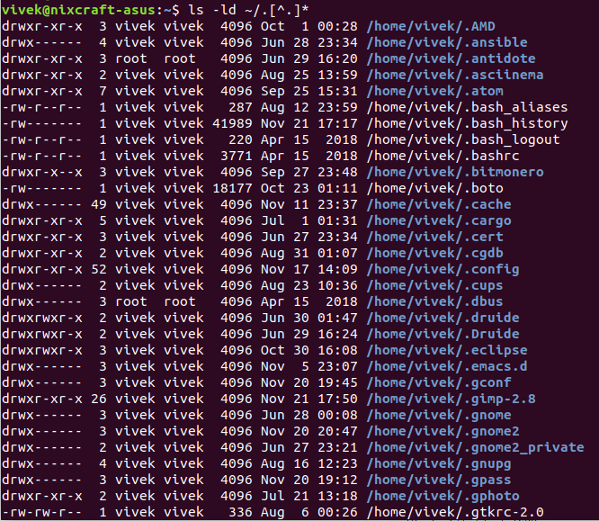 vivek@nixcraft-asus:~$ ls -ld ~/.[^.]*
drwxr-xr-x  3 vivek vivek  4096 Oct  1 00:28 /home/vivek/.AMD
drwx------  4 vivek vivek  4096 Jun 28 23:34 /home/vivek/.ansible
drwxr-xr-x  3 root  root   4096 Jun 29 16:20 /home/vivek/.antidote
drwxr-xr-x  2 vivek vivek  4096 Aug 25 13:59 /home/vivek/.asciinema
drwxr-xr-x  7 vivek vivek  4096 Sep 25 15:31 /home/vivek/.atom
-rw-r--r--  1 vivek vivek   287 Aug 12 23:59 /home/vivek/.bash_aliases
-rw-------  1 vivek vivek 41989 Nov 21 17:17 /home/vivek/.bash_history
-rw-r--r--  1 vivek vivek   220 Apr 15  2018 /home/vivek/.bash_logout
-rw-r--r--  1 vivek vivek  3771 Apr 15  2018 /home/vivek/.bashrc
drwxr-x--x  3 vivek vivek  4096 Sep 27 23:48 /home/vivek/.bitmonero
-rw-------  1 vivek vivek 18177 Oct 23 01:11 /home/vivek/.boto
drwx------ 49 vivek vivek  4096 Nov 11 23:37 /home/vivek/.cache
drwxr-xr-x  5 vivek vivek  4096 Jul  1 01:31 /home/vivek/.cargo
drwxr-xr-x  3 vivek vivek  4096 Jun 27 23:34 /home/vivek/.cert
drwxr-xr-x  2 vivek vivek  4096 Aug 31 01:07 /home/vivek/.cgdb
drwxr-xr-x 52 vivek vivek  4096 Nov 17 14:09 /home/vivek/.config
drwx------  2 vivek vivek  4096 Aug 23 10:36 /home/vivek/.cups
drwx------  3 root  root   4096 Apr 15  2018 /home/vivek/.dbus
drwxrwxr-x  2 vivek vivek  4096 Jun 30 01:47 /home/vivek/.druide
drwxrwxr-x  2 vivek vivek  4096 Jun 29 16:24 /home/vivek/.Druide
drwxrwxr-x  3 vivek vivek  4096 Oct 30 16:08 /home/vivek/.eclipse
drwx------  3 vivek vivek  4096 Nov  5 23:07 /home/vivek/.emacs.d
drwx------  3 vivek vivek  4096 Nov 20 19:45 /home/vivek/.gconf
drwxr-xr-x 26 vivek vivek  4096 Nov 21 17:50 /home/vivek/.gimp-2.8
drwx------  3 vivek vivek  4096 Jun 28 00:08 /home/vivek/.gnome
drwx------  3 vivek vivek  4096 Nov 20 20:47 /home/vivek/.gnome2
drwx------  2 vivek vivek  4096 Jun 27 23:21 /home/vivek/.gnome2_private
drwx------  4 vivek vivek  4096 Aug 16 12:23 /home/vivek/.gnupg
drwx------  3 vivek vivek  4096 Nov 20 19:12 /home/vivek/.gpass
drwxr-xr-x  2 vivek vivek  4096 Jul 21 13:18 /home/vivek/.gphoto
-rw-rw-r--  1 vivek vivek   336 Aug  6 00:26 /home/vivek/.gtkrc-2.0